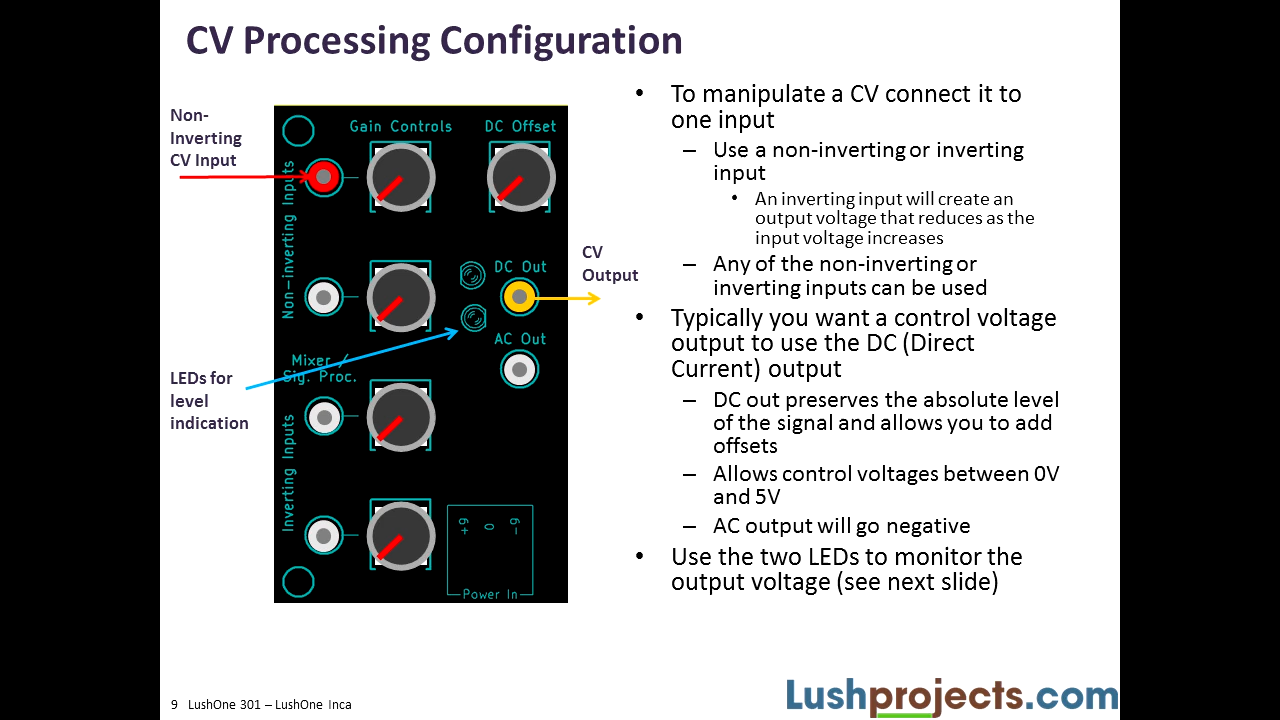 CV Processing Configuration
Non-
Inverting
CV Input
Gain Controls
DC Offset
Non-inverting Inputs
DC Out
CV
Output
AC Out
Mixer /
Sig. Proc.
LEDs for
level
indication
Inverting Inputs
+9
0
-9
Power In
• To manipulate a CV connect it to
one input
– Use a non-inverting or inverting
input
• An inverting input will create an
output voltage that reduces as the
input voltage increases
– Any of the non-inverting or
inverting inputs can be used
• Typically you want a control voltage
output to use the DC (Direct
Current) output
– DC out preserves the absolute level
of the signal and allows you to add
offsets
– Allows control voltages between 0V
and 5V
– AC output will go negative
• Use the two LEDs to monitor the
output voltage (see next slide)
9 LushOne 301 – LushOne Inca
Lushprojects.com